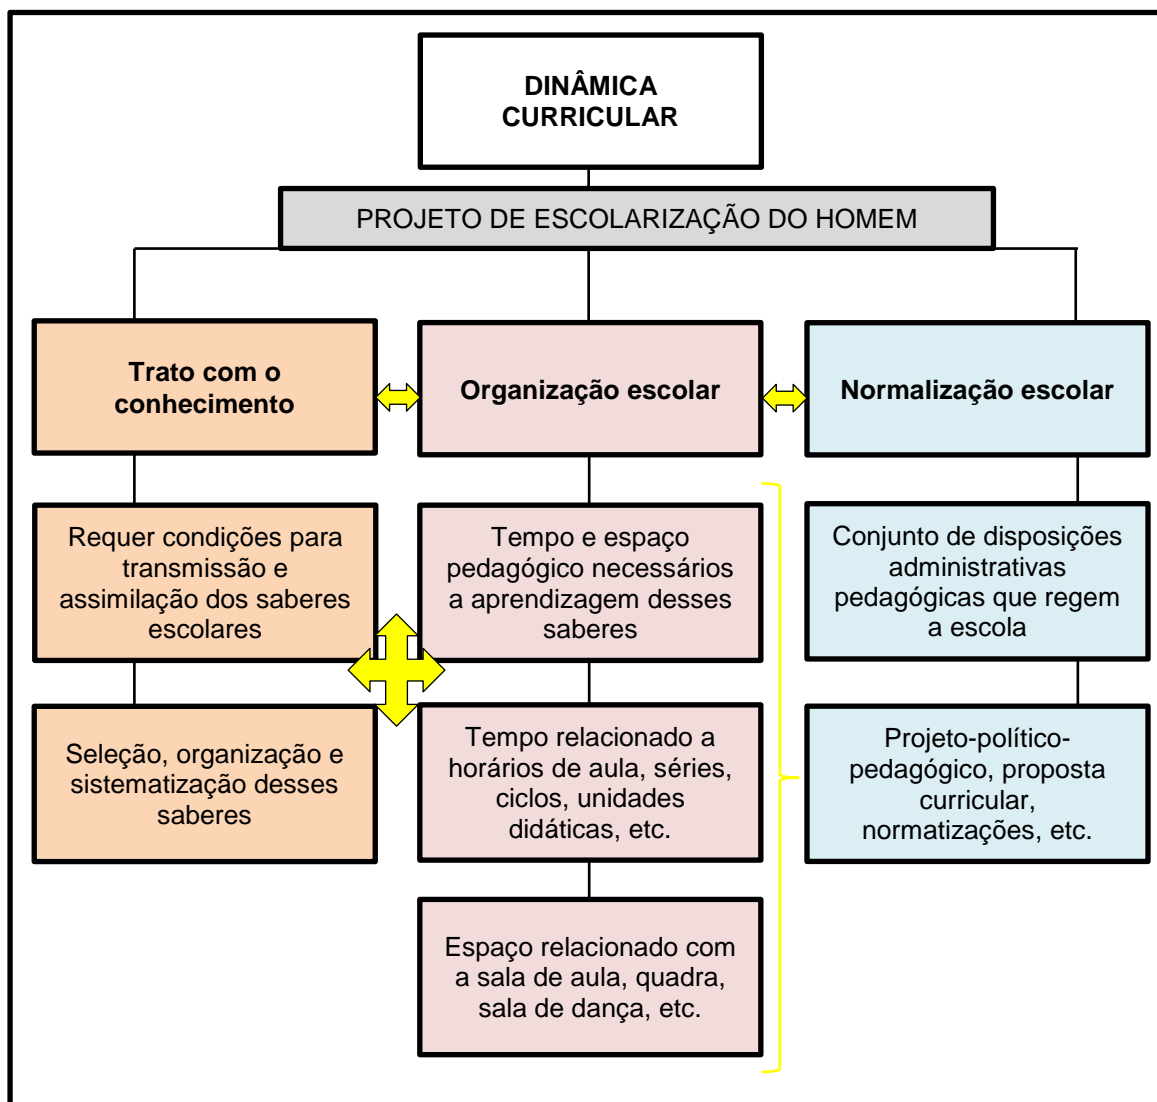 DINÂMICA
CURRICULAR
PROJETO DE ESCOLARIZAÇÃO DO HOMEM
Trato com o
conhecimento
Organização escolar
Normalização escolar
Requer condições para
transmissão e
assimilação dos saberes
escolares
Tempo e espaço
pedagógico necessários
a aprendizagem desses
saberes
Conjunto de disposições
administrativas
pedagógicas que regem
a escola
Seleção, organização e
sistematização desses
saberes
Tempo relacionado a
horários de aula, séries,
ciclos, unidades
didáticas, etc.
Projeto-político-
pedagógico, proposta
curricular,
normatizações, etc.
Espaço relacionado com
a sala de aula, quadra,
sala de dança, etc.